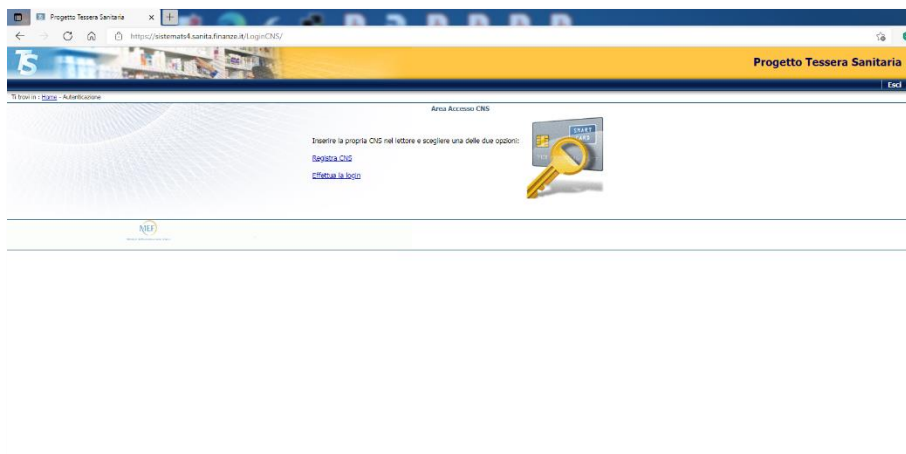 Progetto Tessera Sanitaria
https://sistemats4.sanita.finanze.it/LoginCNS/
TS
Progetto Tessera Sanitaria
Esci
Ti trovi in : Home - Autenticazione
Area Accesso CNS
Inserire la propria CNS nel lettore e scegliere una delle due opzioni:
SMART
CARD
Registra CNS
Effettua la login
MEF